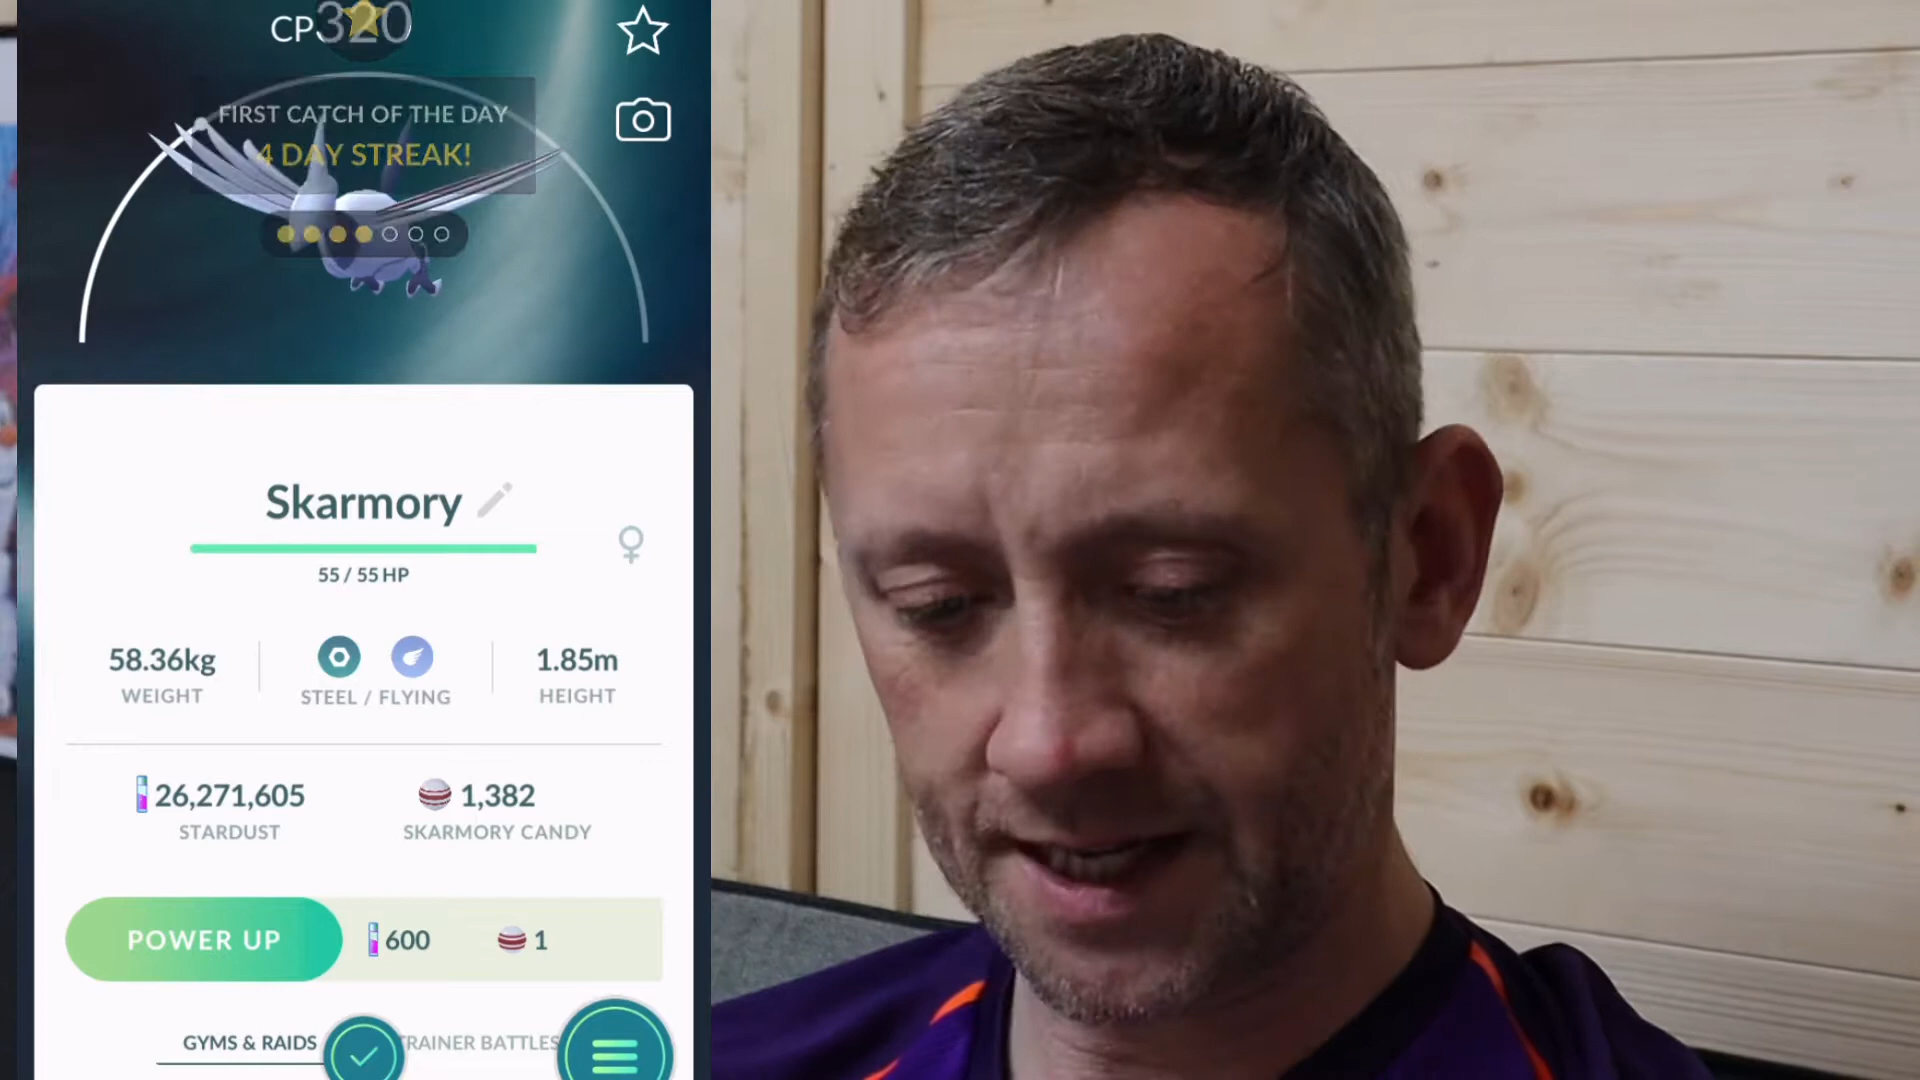 CP320
FIRST CATCH OF THE DAY
4 DAY STREAK!
Skarmory
55 / 55 HP
58.36kg
WEIGHT
STEEL / FLYING
1.85m
HEIGHT
26,271,605
STARDUST
1,382
SKARMORY CANDY
POWER UP
600
1
GYMS & RAIDS
TRAINER BATTLES